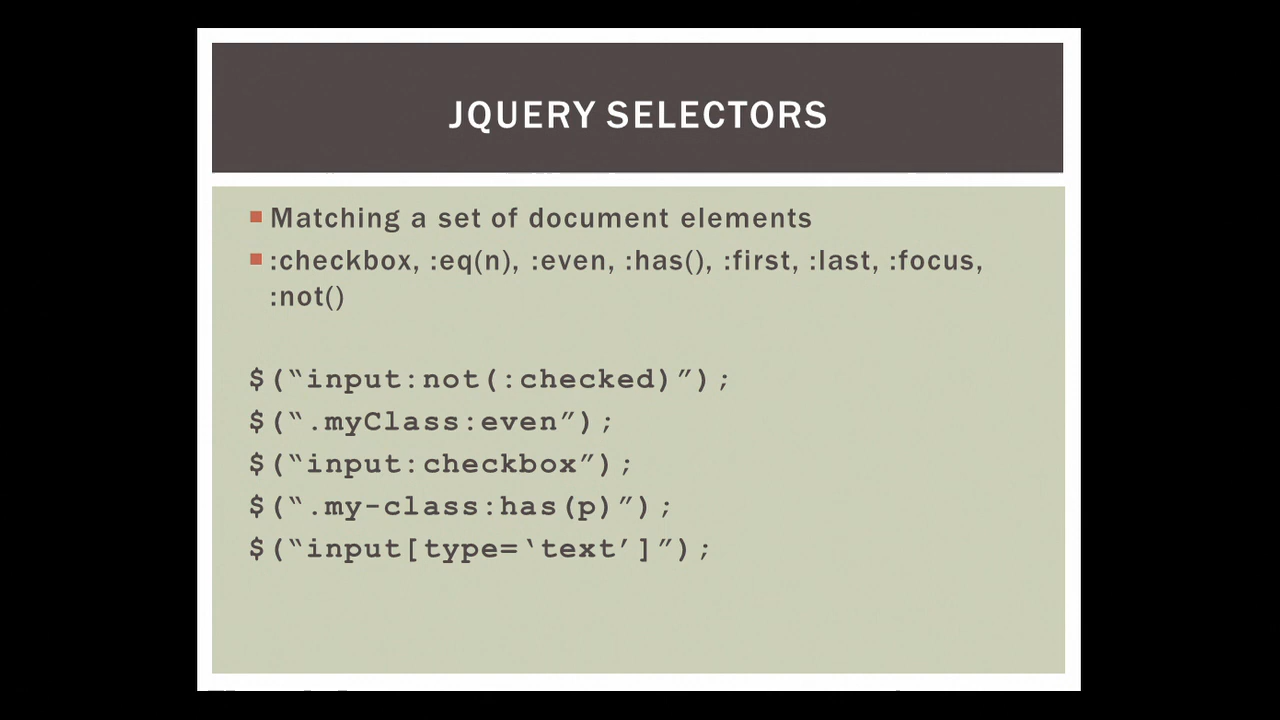 JQUERY SELECTORS
Matching a set of document elements
:checkbox, :eq(n), :even, :has(), :first, :last, :focus,
:not()
$(“input:not(:checked)”);
$(“.myClass:even”);
$(“input:checkbox”);
$(“.my-class:has(p)”);
$(“input[type=‘text’]”);